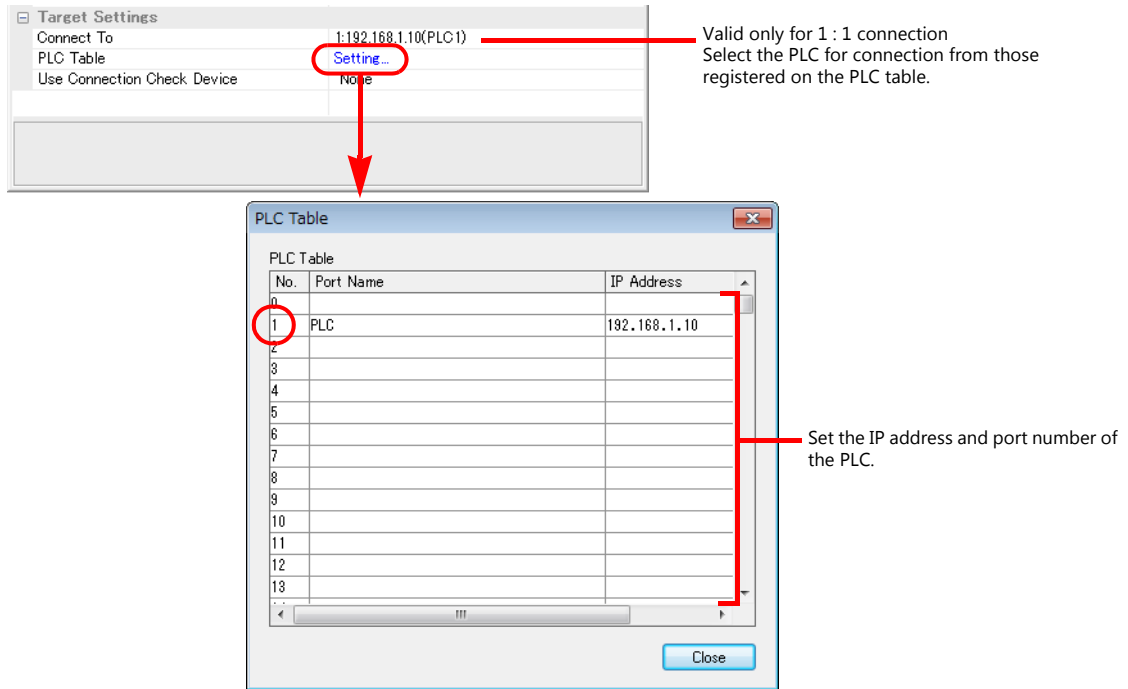 Target Settings
Connect To 1:192.168.1.10(PLC1)
PLC Table Setting...
Use Connection Check Device None
Valid only for 1 : 1 connection
Select the PLC for connection from those
registered on the PLC table.
PLC Table
PLC Table
No. Port Name IP Address
0
1 PLC 192.168.1.10
2
3
4
5
6
7
8
9
10
11
12
13
Set the IP address and port number of
the PLC.
Close